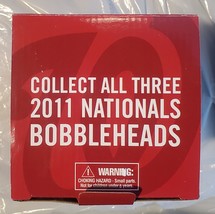 COLLECT ALL THREE
2011 NATIONALS
BOBBLEHEADS
WARNING:
CHOKING HAZARD - Small parts.
Not for children under 3 years.